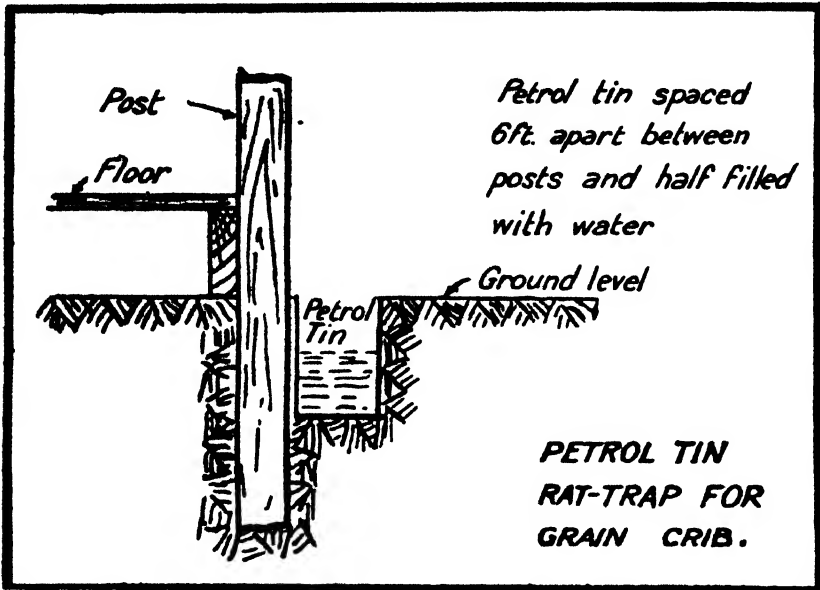 Post
Floor
Petrol tin spaced
6ft. apart between
posts and half filled
with water
Ground level
Petrol
Tin
PETROL TIN
RAT-TRAP FOR
GRAIN CRIB.